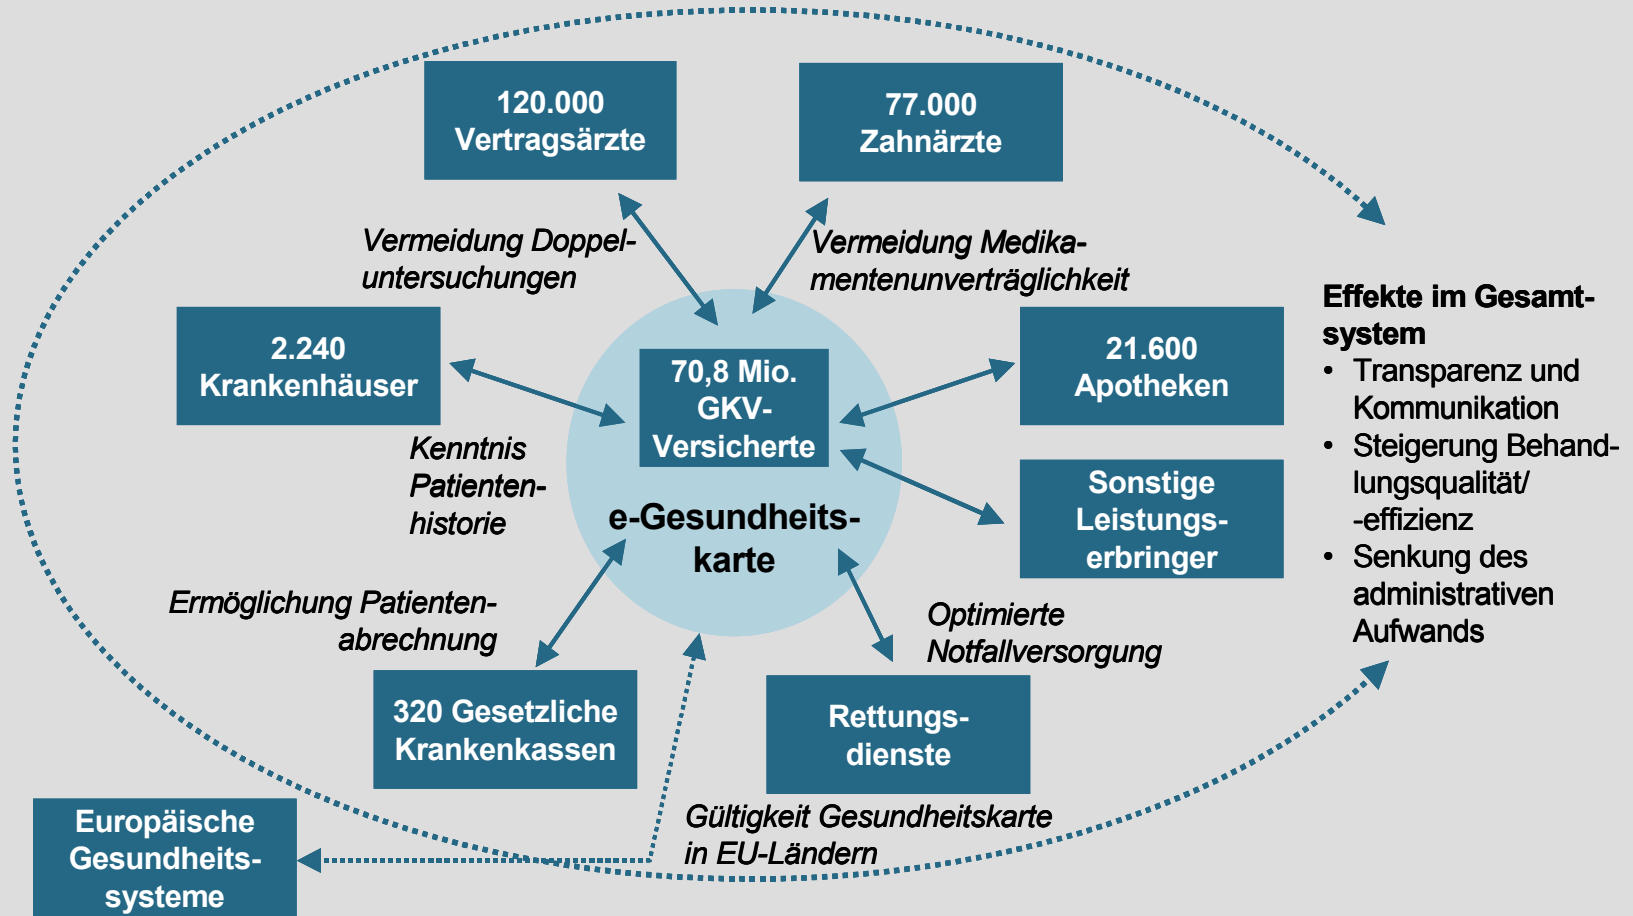 120.000
Vertragsärzte
77.000
Zahnärzte
Vermeidung Doppel-
untersuchungen
Vermeidung Medika-
mentenunverträglichkeit
2.240
Krankenhäuser
70,8 Mio.
GKV-
Versicherte
21.600
Apotheken
Effekte im Gesamt-
system
• Transparenz und
Kommunikation
• Steigerung Behand-
lungsqualität/
-effizienz
• Senkung des
administrativen
Aufwands
Kenntnis
Patienten-
historie
e-Gesundheits-
karte
Sonstige
Leistungs-
erbringer
Ermöglichung Patienten-
abrechnung
Optimierte
Notfallversorgung
320 Gesetzliche
Krankenkassen
Rettungs-
dienste
Europäische
Gesundheits-
systeme
Gültigkeit Gesundheitskarte
in EU-Ländern